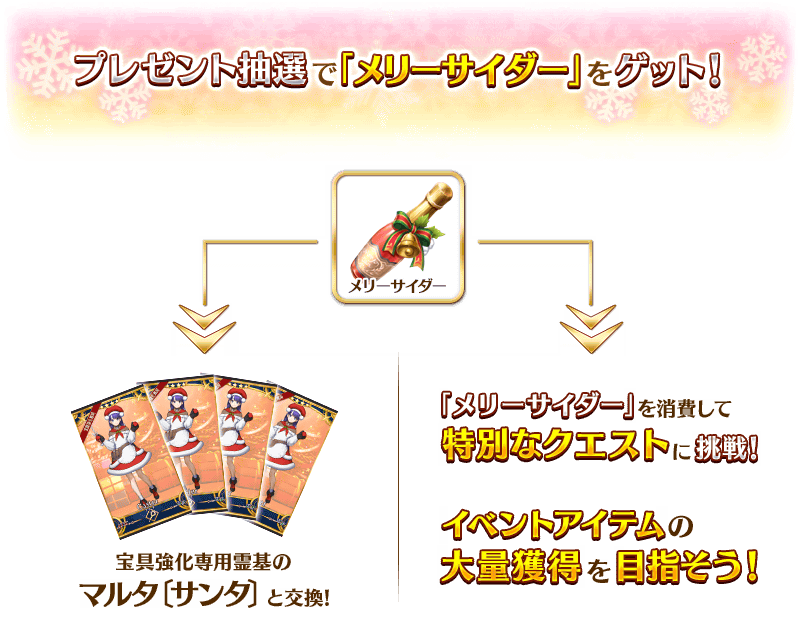 プレゼント抽選で「メリーサイダー」をゲット!
メリーサイダー
「メリーサイダー」を消費して
特別なクエストに挑戦!
イベントアイテムの
大量獲得を目指そう!
宝具強化専用霊基の
マルタ〔サンタ〕と交換!